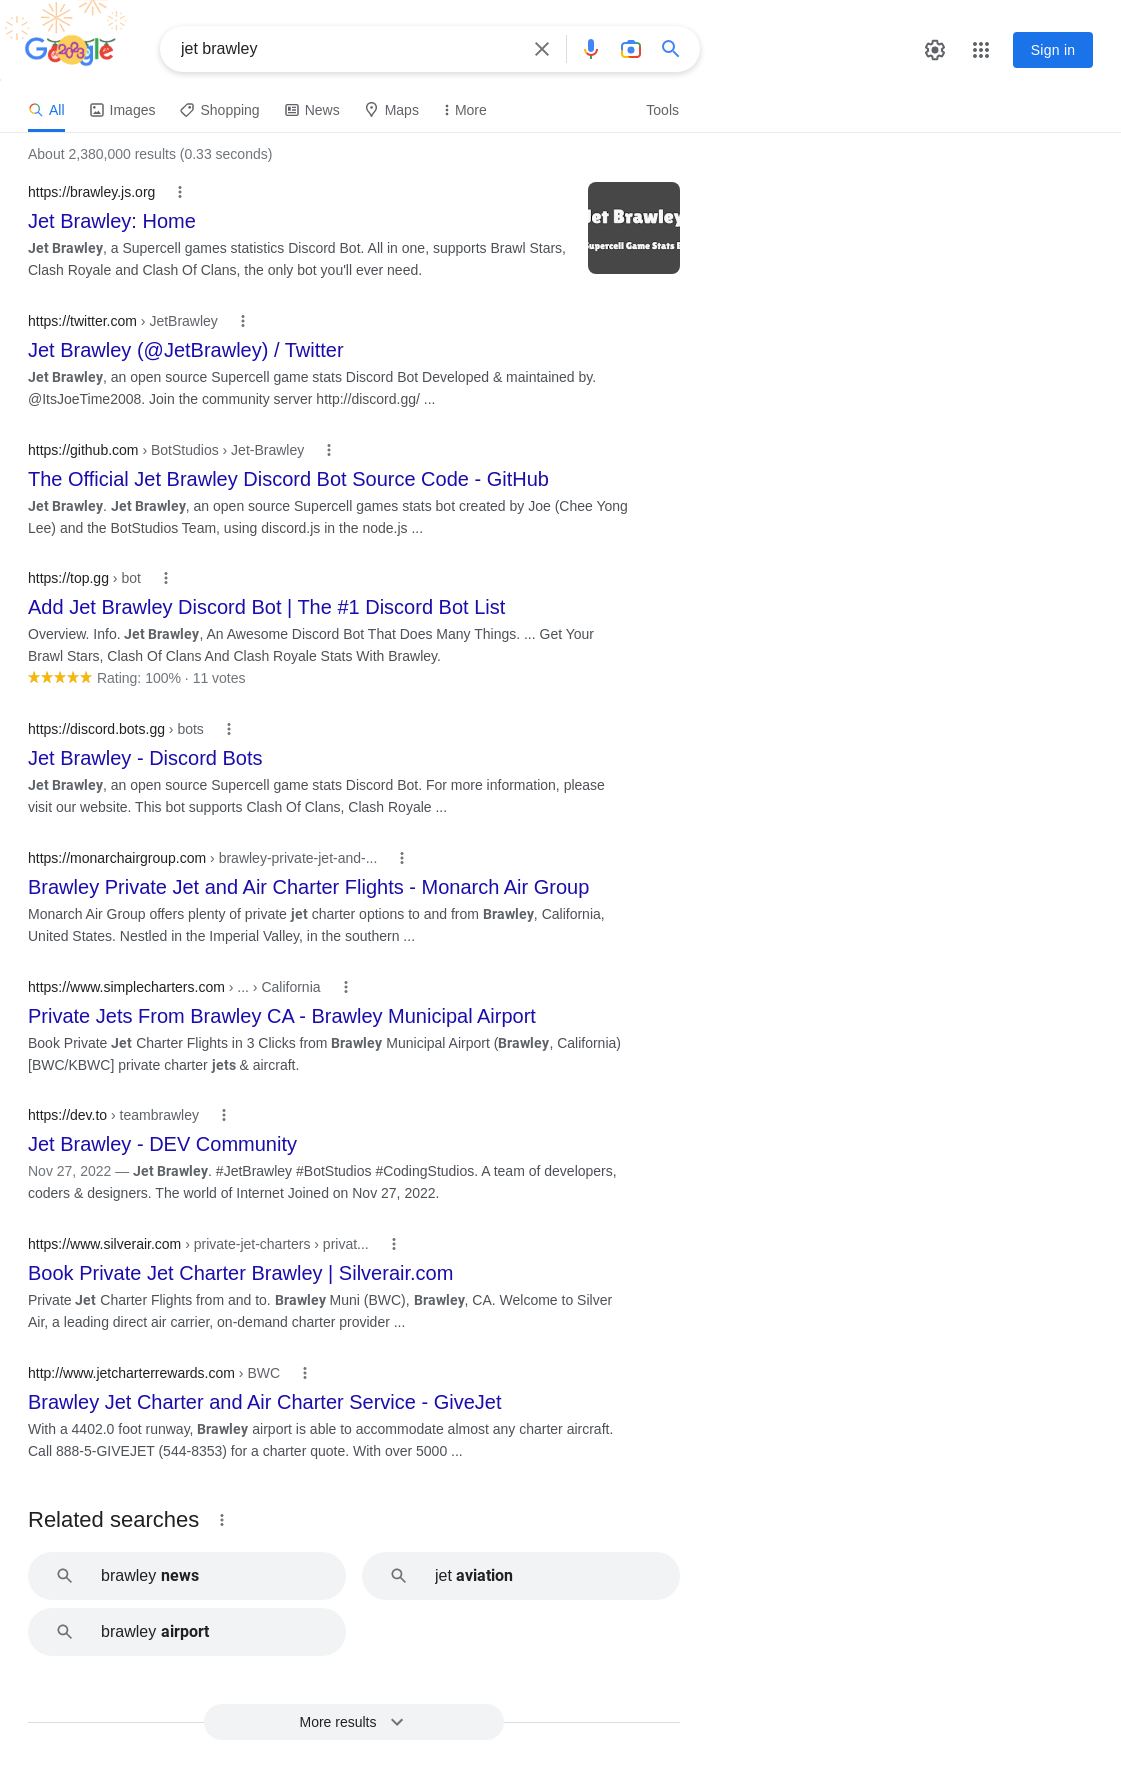 Google
2023
jet brawley
Sign in
All
Images
Shopping
News
Maps
More
Tools
About 2,380,000 results (0.33 seconds)
https://brawley.js.org
Jet Brawley: Home
Jet Brawley, a Supercell games statistics Discord Bot. All in one, supports Brawl Stars,
Clash Royale and Clash Of Clans, the only bot you'll ever need.
Jet Brawley
Supercell Game Stats
https://twitter.com › JetBrawley
Jet Brawley (@JetBrawley) / Twitter
Jet Brawley, an open source Supercell game stats Discord Bot Developed & maintained by.
@ItsJoeTime2008. Join the community server http://discord.gg/ ...
https://github.com › BotStudios › Jet-Brawley
The Official Jet Brawley Discord Bot Source Code - GitHub
Jet Brawley. Jet Brawley, an open source Supercell games stats bot created by Joe (Chee Yong
Lee) and the BotStudios Team, using discord.js in the node.js ...
https://top.gg › bot
Add Jet Brawley Discord Bot | The #1 Discord Bot List
Overview. Info. Jet Brawley, An Awesome Discord Bot That Does Many Things. ... Get Your
Brawl Stars, Clash Of Clans And Clash Royale Stats With Brawley.
Rating: 100% · 11 votes
https://discord.bots.gg › bots
Jet Brawley - Discord Bots
Jet Brawley, an open source Supercell game stats Discord Bot. For more information, please
visit our website. This bot supports Clash Of Clans, Clash Royale ...
https://monarchairgroup.com › brawley-private-jet-and-...
Brawley Private Jet and Air Charter Flights - Monarch Air Group
Monarch Air Group offers plenty of private jet charter options to and from Brawley, California,
United States. Nestled in the Imperial Valley, in the southern ...
https://www.simplecharters.com › ... › California
Private Jets From Brawley CA - Brawley Municipal Airport
Book Private Jet Charter Flights in 3 Clicks from Brawley Municipal Airport (Brawley, California)
[BWC/KBWC] private charter jets & aircraft.
https://dev.to › teambrawley
Jet Brawley - DEV Community
Nov 27, 2022 — Jet Brawley. #JetBrawley #BotStudios #CodingStudios. A team of developers,
coders & designers. The world of Internet Joined on Nov 27, 2022.
https://www.silverair.com › private-jet-charters › privat...
Book Private Jet Charter Brawley | Silverair.com
Private Jet Charter Flights from and to. Brawley Muni (BWC), Brawley, CA. Welcome to Silver
Air, a leading direct air carrier, on-demand charter provider ...
http://www.jetcharterrewards.com › BWC
Brawley Jet Charter and Air Charter Service - GiveJet
With a 4402.0 foot runway, Brawley airport is able to accommodate almost any charter aircraft.
Call 888-5-GIVEJET (544-8353) for a charter quote. With over 5000 ...
Related searches
brawley news
jet aviation
brawley airport
More results